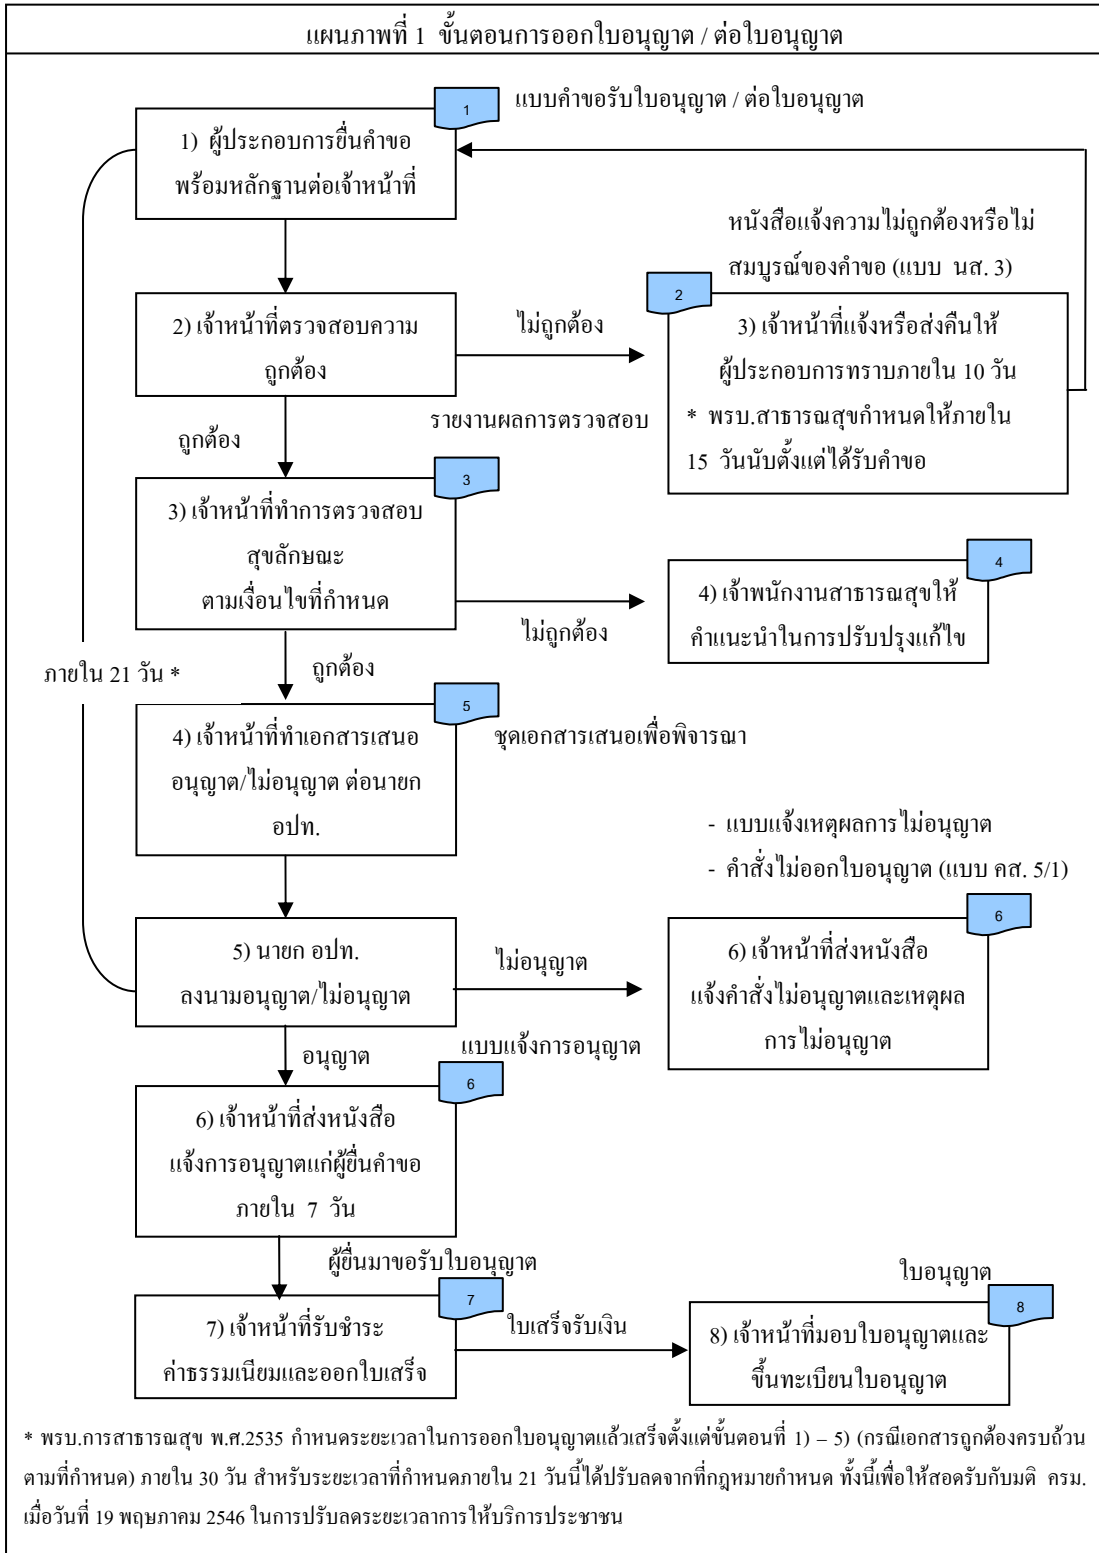 แผนภาพที่ 1 ขั้นตอนการออกใบอนุญาต / ต่อใบอนุญาต
1
แบบคำขอรับใบอนุญาต / ต่อใบอนุญาต
1) ผู้ประกอบการยื่นคำขอ
พร้อมหลักฐานต่อเจ้าหน้าที่
หนังสือแจ้งความไม่ถูกต้องหรือไม่
สมบูรณ์ของคำขอ (แบบ นส. 3)
2
2) เจ้าหน้าที่ตรวจสอบความ
ถูกต้อง
ไม่ถูกต้อง
3) เจ้าหน้าที่แจ้งหรือส่งคืนให้
ผู้ประกอบการทราบภายใน 10 วัน
* พรบ.สาธารณสุขกำหนดให้ภายใน
15 วันนับตั้งแต่ได้รับคำขอ
ถูกต้อง
รายงานผลการตรวจสอบ
3
3) เจ้าหน้าที่ทำการตรวจสอบ
สุขลักษณะ
ตามเงื่อนไขที่กำหนด
ไม่ถูกต้อง
4
4) เจ้าพนักงานสาธารณสุขให้
คำแนะนำในการปรับปรุงแก้ไข
ภายใน 21 วัน *
ถูกต้อง
5
ชุดเอกสารเสนอเพื่อพิจารณา
4) เจ้าหน้าที่ทำเอกสารเสนอ
อนุญาต/ไม่อนุญาต ต่อนายก
อปท.
- แบบแจ้งเหตุผลการไม่อนุญาต
- คำสั่งไม่ออกใบอนุญาต (แบบ คส. 5/1)
6
5) นายก อปท.
ลงนามอนุญาต/ไม่อนุญาต
ไม่อนุญาต
6) เจ้าหน้าที่ส่งหนังสือ
แจ้งคำสั่งไม่อนุญาตและเหตุผล
การไม่อนุญาต
อนุญาต
แบบแจ้งการอนุญาต
6
6) เจ้าหน้าที่ส่งหนังสือ
แจ้งการอนุญาตแก่ผู้ยื่นคำขอ
ภายใน 7 วัน
ผู้ยื่นมาขอรับใบอนุญาต
7
7) เจ้าหน้าที่รับชำระ
ค่าธรรมเนียมและออกใบเสร็จ
ใบเสร็จรับเงิน
ใบอนุญาต
8
8) เจ้าหน้าที่มอบใบอนุญาตและ
ขึ้นทะเบียนใบอนุญาต
* พรบ.การสาธารณสุข พ.ศ.2535 กำหนดระยะเวลาในการออกใบอนุญาตแล้วเสร็จตั้งแต่ขั้นตอนที่ 1) – 5) (กรณีเอกสารถูกต้องครบถ้วน
ตามที่กำหนด) ภายใน 30 วัน สำหรับระยะเวลาที่กำหนดภายใน 21 วันนี้ได้ปรับลดจากที่กฎหมายกำหนด ทั้งนี้เพื่อให้สอดรับกับมติ ครม.
เมื่อวันที่ 19 พฤษภาคม 2546 ในการปรับลดระยะเวลาการให้บริการประชาชน